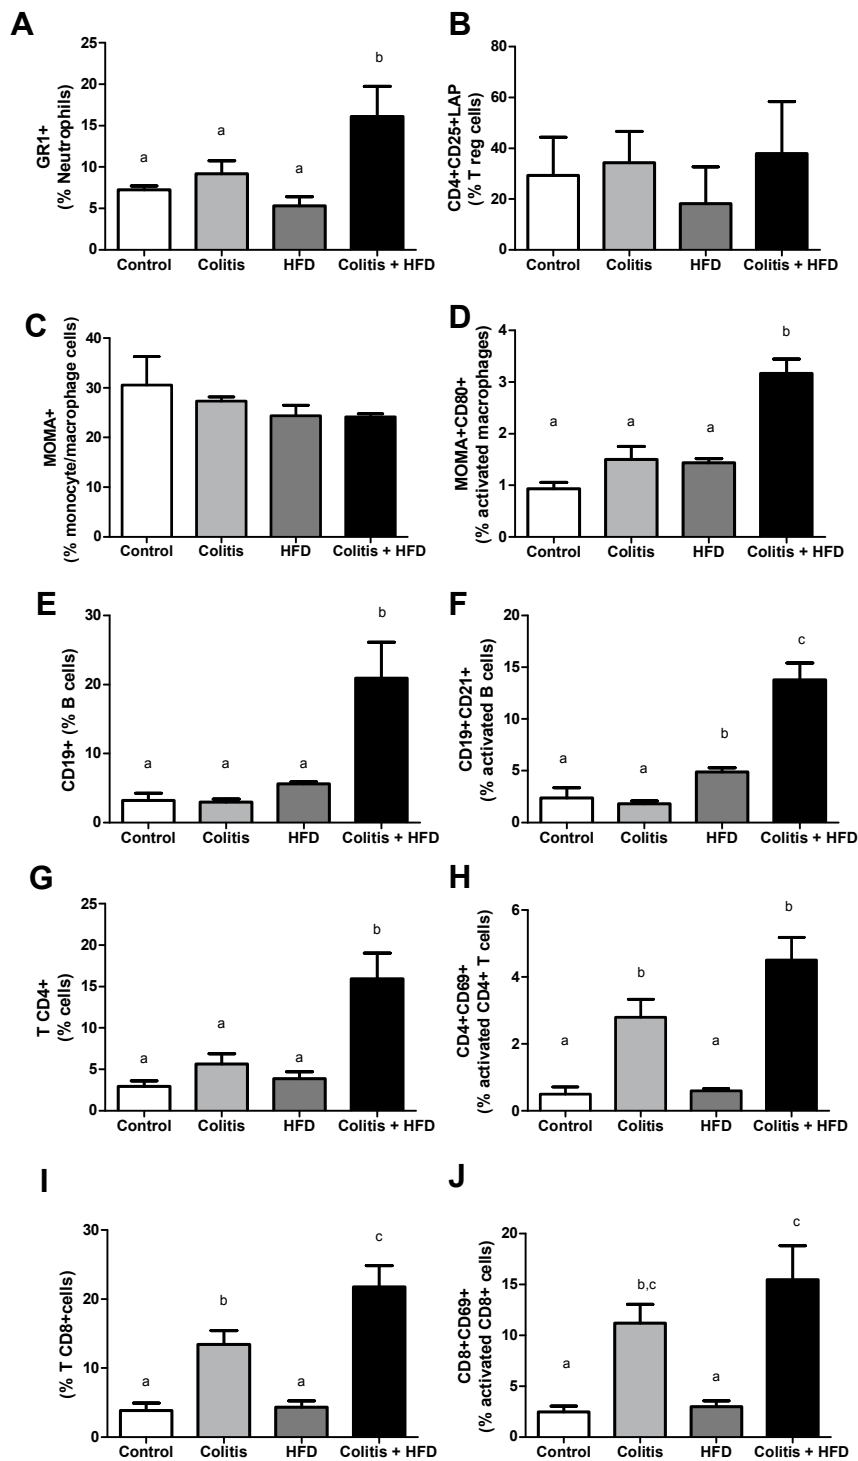 A
GR1+
(% Neutrophils)
25
20
15
10
5
0
a
a
a
b
Control Colitis HFD Colitis + HFD
B
CD4+CD25+LAP
(% T reg cells)
80
60
40
20
0
Control Colitis HFD Colitis + HFD
C
MOMA+
(% monocyte/macrophage cells)
40
30
20
10
0
Control Colitis HFD Colitis + HFD
D
MOMA+CD80+
(% activated macrophages)
4
3
2
1
0
a
a
a
b
Control Colitis HFD Colitis + HFD
E
CD19+ (% B cells)
30
20
10
0
a
a
a
b
Control Colitis HFD Colitis + HFD
F
CD19+CD21+
(% activated B cells)
20
15
10
5
0
a
a
b
c
Control Colitis HFD Colitis + HFD
G
T CD4+
(% cells)
25
20
15
10
5
0
a
a
a
b
Control Colitis HFD Colitis + HFD
H
CD4+CD69+
(% activated CD4+ T cells)
6
4
2
0
a
b
a
b
Control Colitis HFD Colitis + HFD
I
(% T CD8+cells)
30
20
10
0
a
b
a
c
Control Colitis HFD Colitis + HFD
J
CD8+CD69+
(% activated CD8+ cells)
20
15
10
5
0
a
b,c
a
c
Control Colitis HFD Colitis + HFD